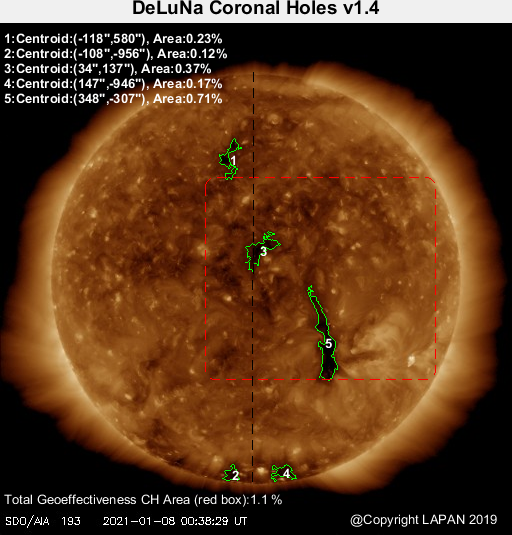 DeLuNa Coronal Holes v1.4
1:Centroid:(-118",580"), Area:0.23%
2:Centroid:(-108",-956"), Area:0.12%
3:Centroid:(34",137"), Area:0.37%
4:Centroid:(147",-946"), Area:0.17%
5:Centroid:(348",-307"), Area:0.71%
1
3
5
2
4
Total Geoeffectiveness CH Area (red box):1.1 %
SDO/AIA 193 2021-01-08 00:38:29 UT
@Copyright LAPAN 2019